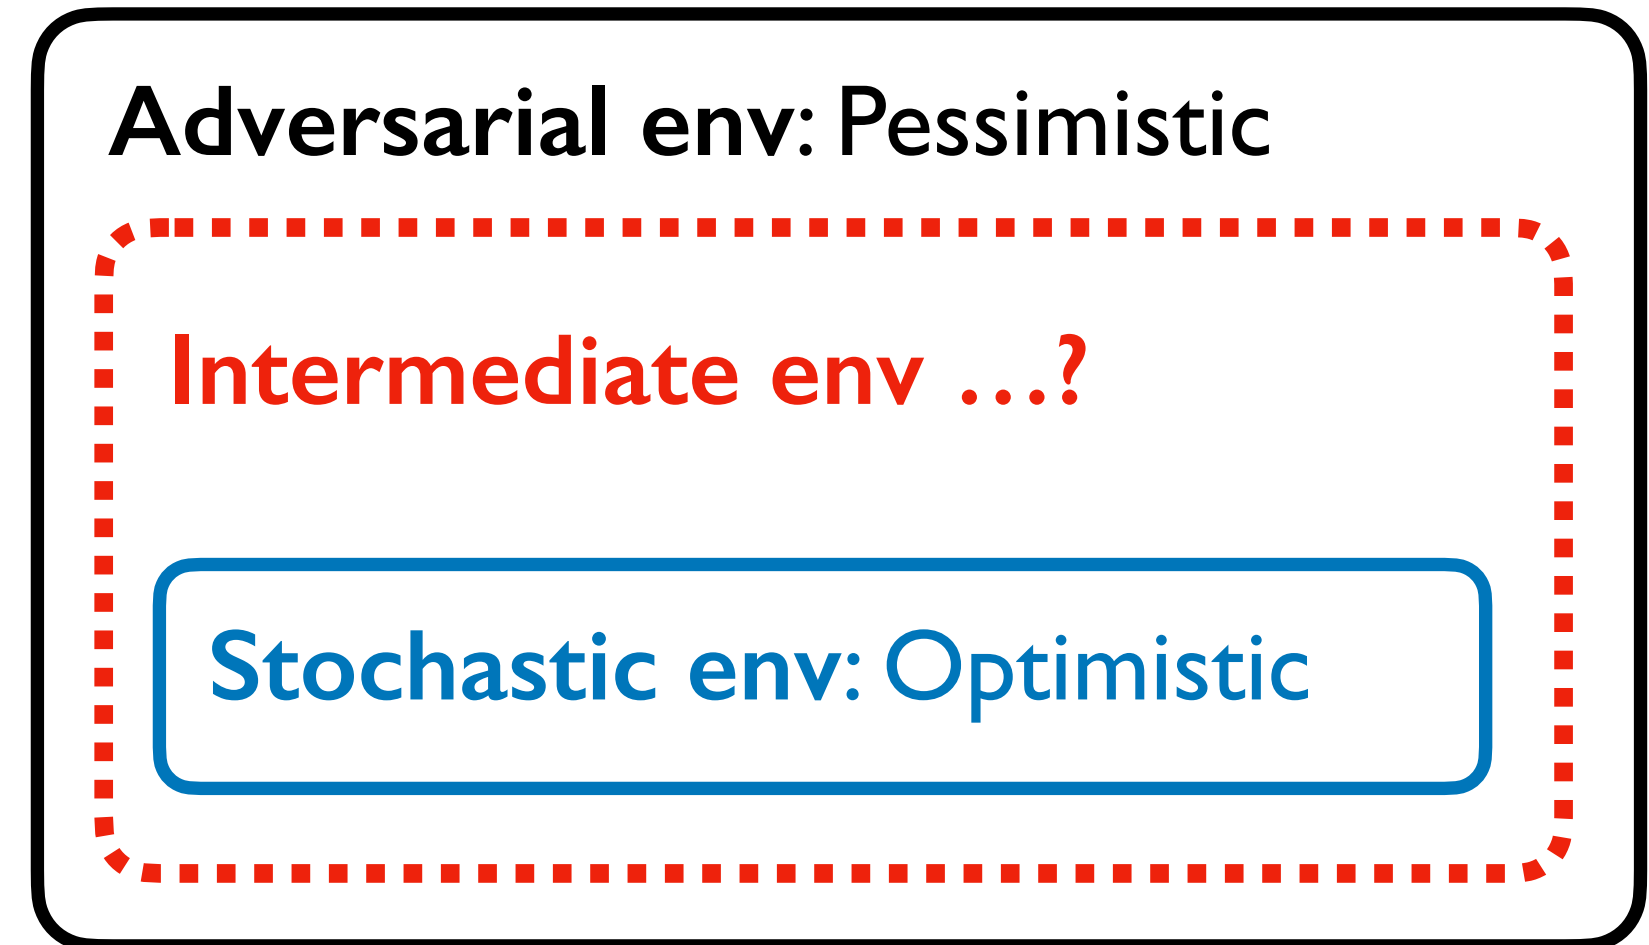 Adversarial env: Pessimistic
Intermediate env …?
Stochastic env: Optimistic